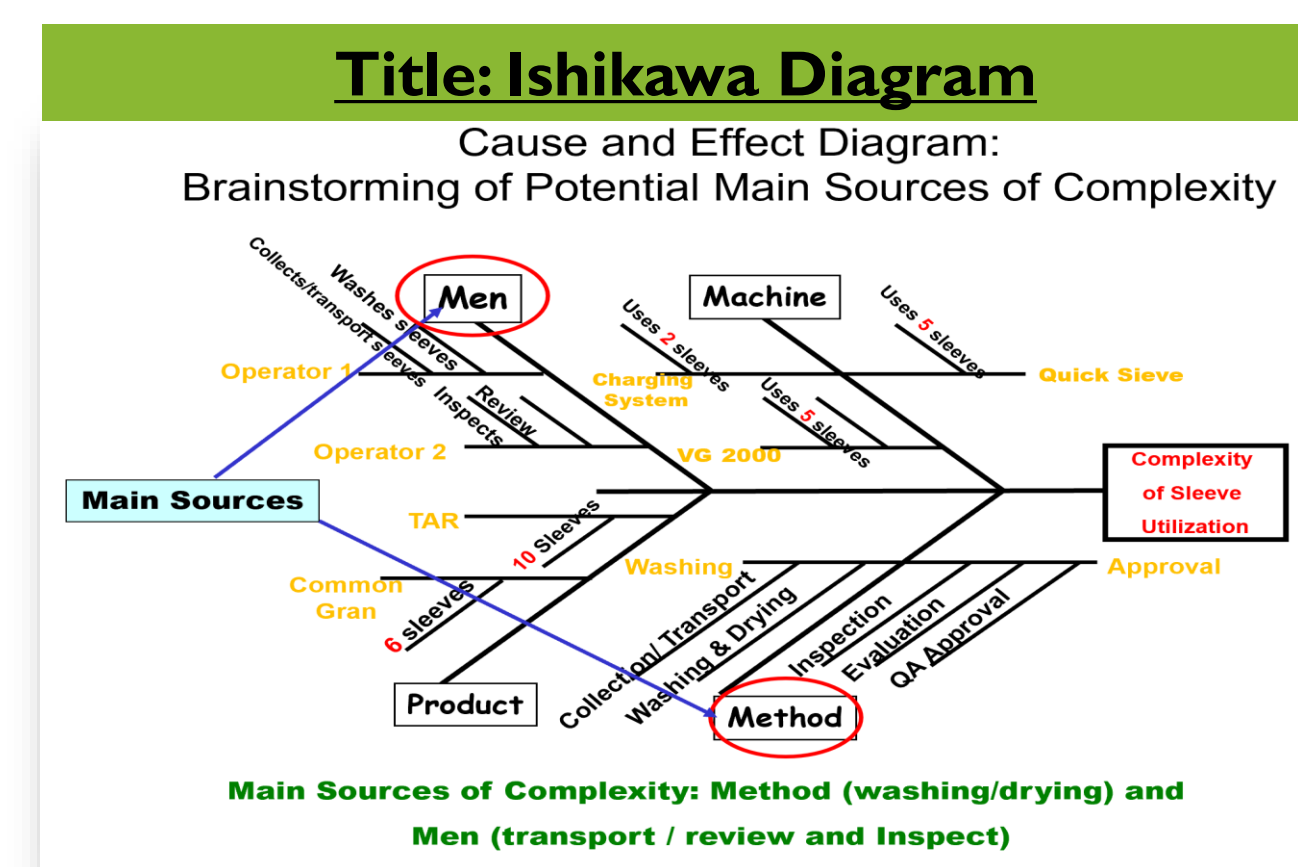 Title: Ishikawa Diagram
Cause and Effect Diagram:
Brainstorming of Potential Main Sources of Complexity
Men
Collects/transport sleeves
Washes sleeves
Operator 1
Inspects
Review
Operator 2
Machine
Uses 2 sleeves
Charging
System
Uses 5 sleeves
Quick Sieve
Uses 5 sleeves
VG 2000
Complexity
of Sleeve
Utilization
Main Sources
TAR
10 Sleeves
Common
Gran
6 sleeves
Product
Washing
Collection/ Transport
Washing & Drying
Approval
Inspection
Evaluation
QA Approval
Method
Main Sources of Complexity: Method (washing/drying) and
Men (transport / review and Inspect)